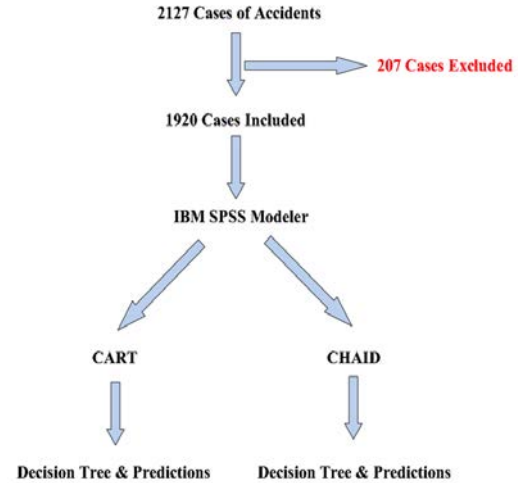 2127 Cases of Accidents
207 Cases Excluded
1920 Cases Included
IBM SPSS Modeler
CART
CHAID
Decision Tree & Predictions
Decision Tree & Predictions